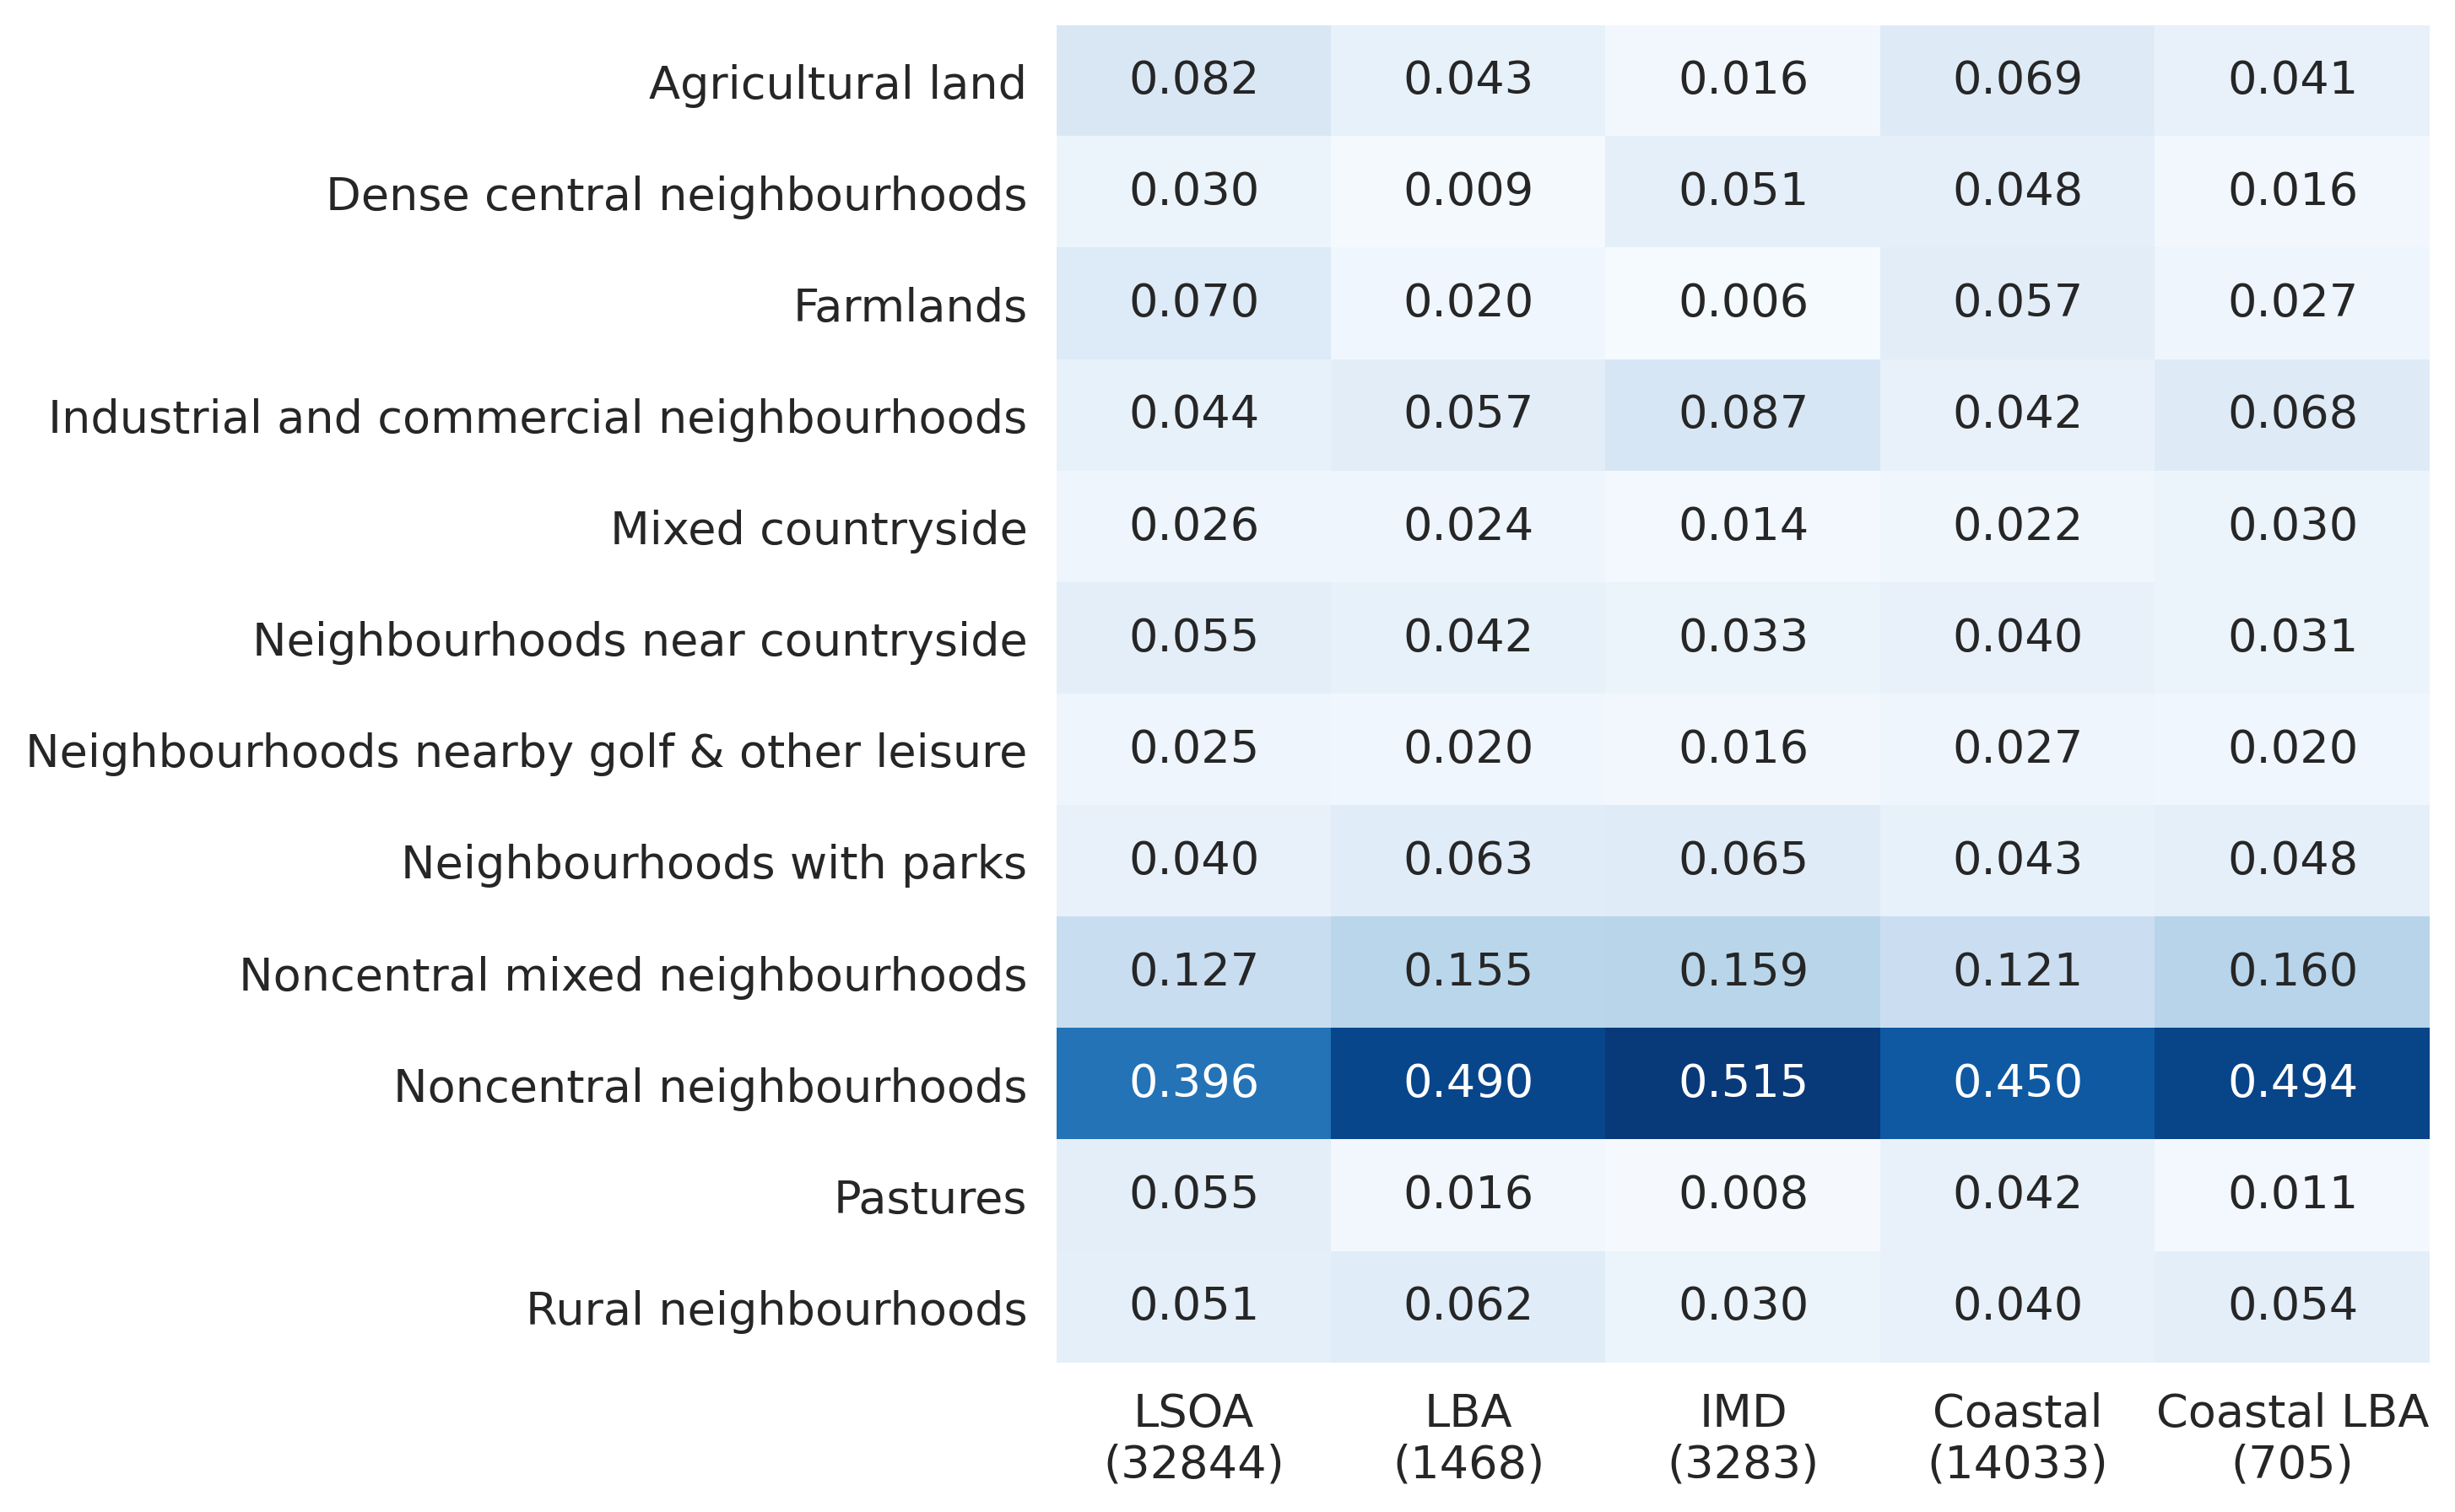 Agricultural land 0.082 0.043 0.016 0.069 0.041
Dense central neighbourhoods 0.030 0.009 0.051 0.048 0.016
Farmlands 0.070 0.020 0.006 0.057 0.027
Industrial and commercial neighbourhoods 0.044 0.057 0.087 0.042 0.068
Mixed countryside 0.026 0.024 0.014 0.022 0.030
Neighbourhoods near countryside 0.055 0.042 0.033 0.040 0.031
Neighbourhoods nearby golf & other leisure 0.025 0.020 0.016 0.027 0.020
Neighbourhoods with parks 0.040 0.063 0.065 0.043 0.048
Noncentral mixed neighbourhoods 0.127 0.155 0.159 0.121 0.160
Noncentral neighbourhoods 0.396 0.490 0.515 0.450 0.494
Pastures 0.055 0.016 0.008 0.042 0.011
Rural neighbourhoods 0.051 0.062 0.030 0.040 0.054
LSOA LBA IMD Coastal Coastal LBA
(32844) (1468) (3283) (14033) (705)